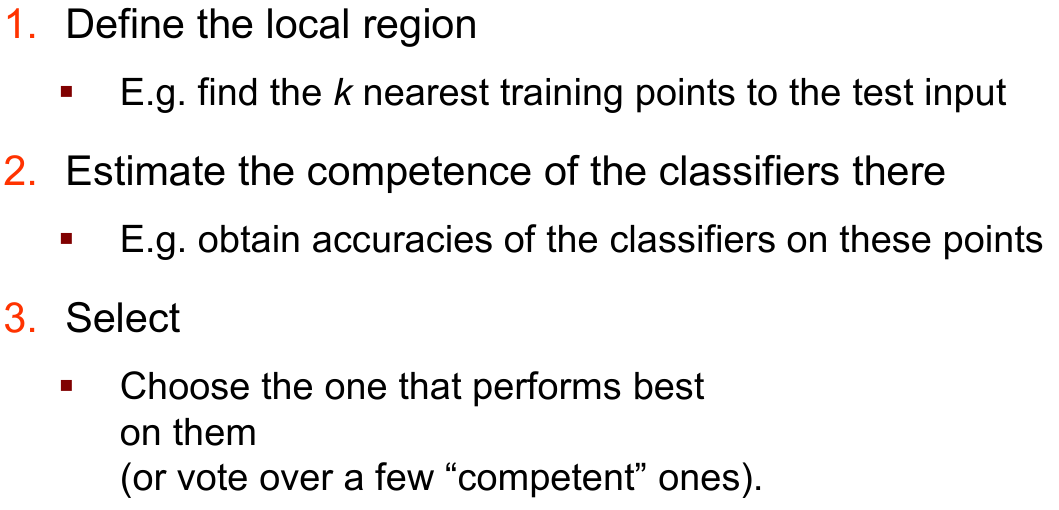 1. Define the local region
▪ E.g. find the k nearest training points to the test input
2. Estimate the competence of the classifiers there
▪ E.g. obtain accuracies of the classifiers on these points
3. Select
▪ Choose the one that performs best
on them
(or vote over a few “competent” ones).